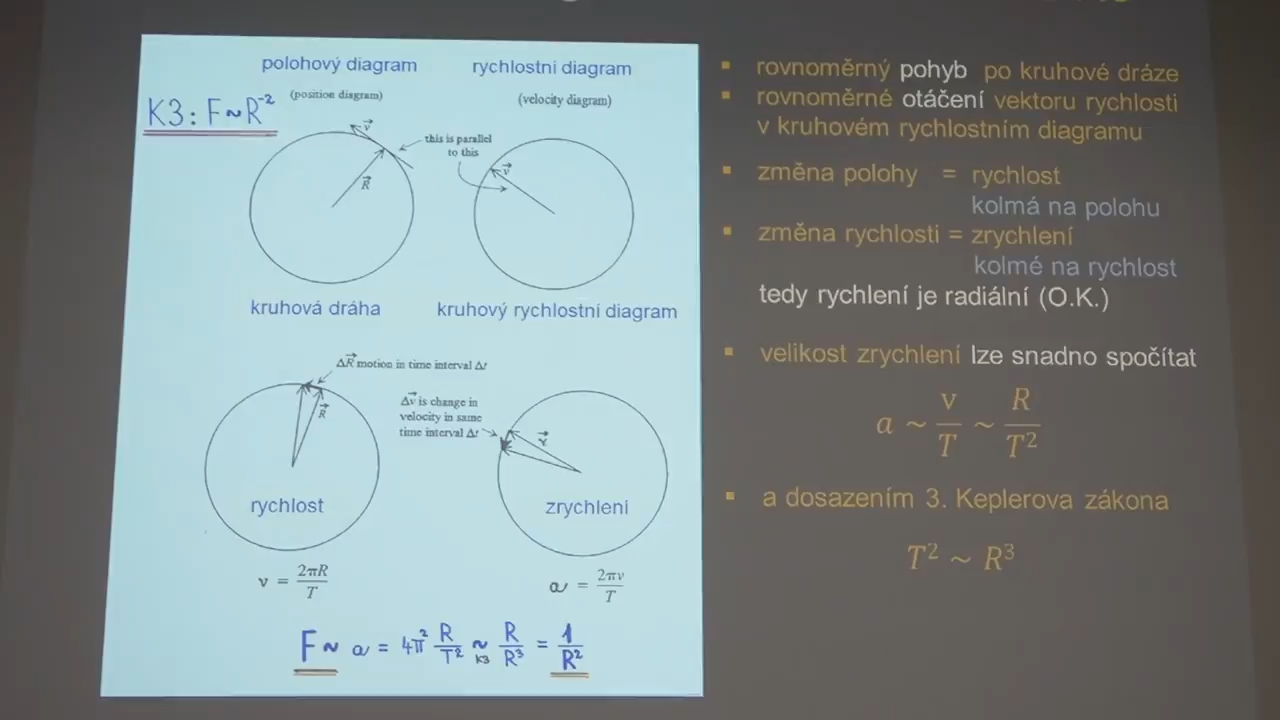 polohový diagram
(position diagram)
rychlostní diagram
(velocity diagram)
K3: F~R⁻²
v⃗
R⃗
this is parallel
to this
v⃗
kruhová dráha
kruhový rychlostní diagram
ΔR⃗ motion in time interval Δt
R⃗
rychlost
v = 2πR/T
Δv⃗ is change in
velocity in same
time interval Δt
v⃗
zrychlení
a = 2πv/T
F ~ a = 4π² R/T² ~ K3 R/R³ = 1/R²
▪ rovnoměrný pohyb po kruhové dráze
▪ rovnoměrné otáčení vektoru rychlosti
v kruhovém rychlostním diagramu
▪ změna polohy = rychlost
kolmá na polohu
▪ změna rychlosti = zrychlení
kolmé na rychlost
tedy rychlení je radiální (O.K.)
▪ velikost zrychlení lze snadno spočítat
a ~ v/T ~ R/T²
▪ a dosazením 3. Keplerova zákona
T² ~ R³